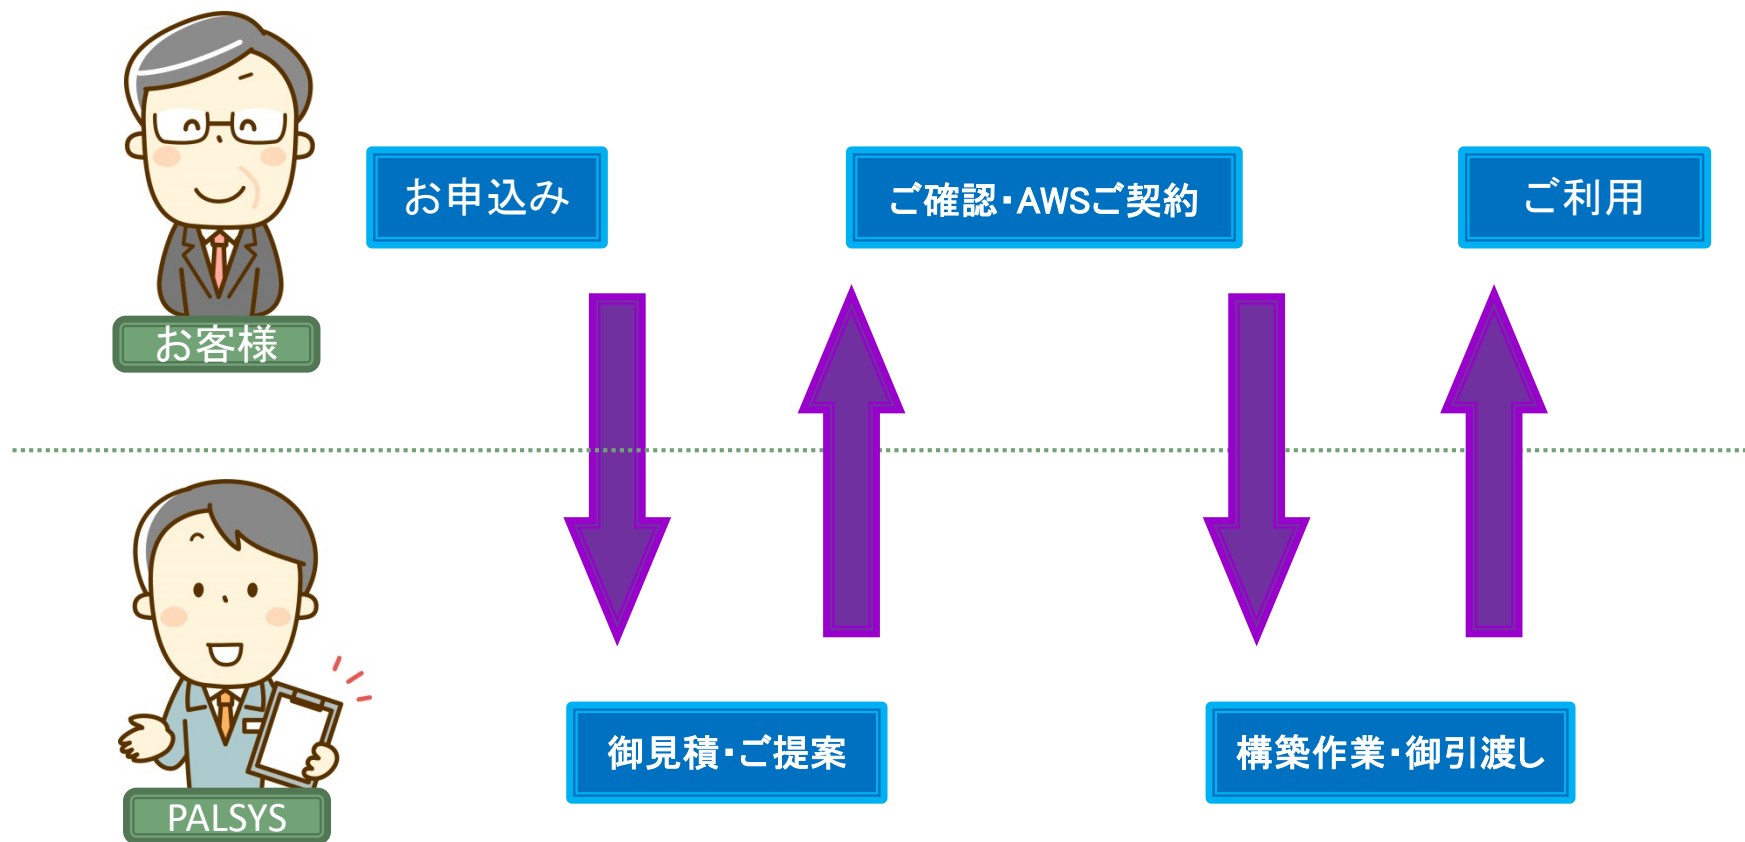 お申込み
ご確認・AWSご契約
ご利用
お客様
御見積・ご提案
構築作業・御引渡し
PALSYS